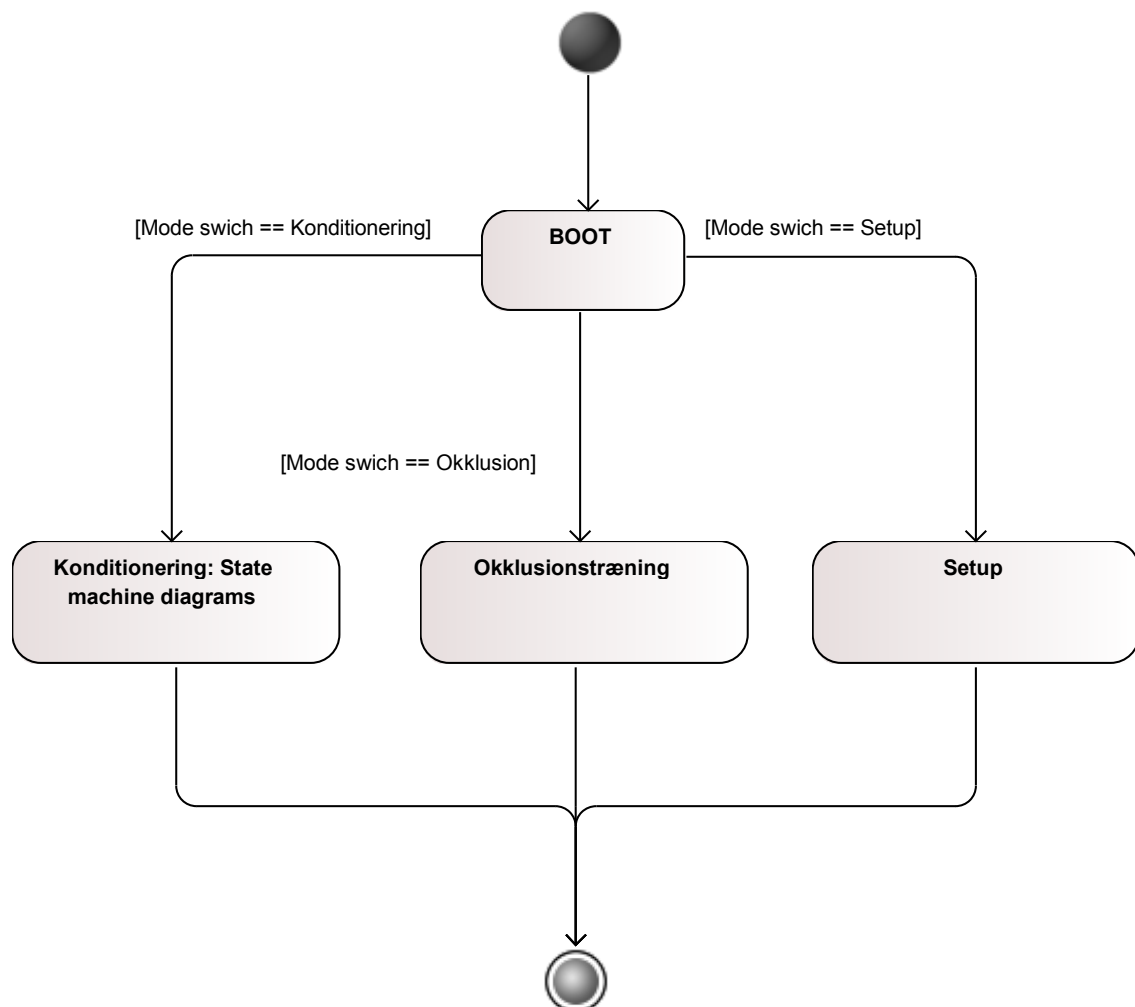 [Mode swich == Konditionering]
BOOT
[Mode swich == Setup]
[Mode swich == Okklusion]
Konditionering: State
machine diagrams
Okklusionstræning
Setup